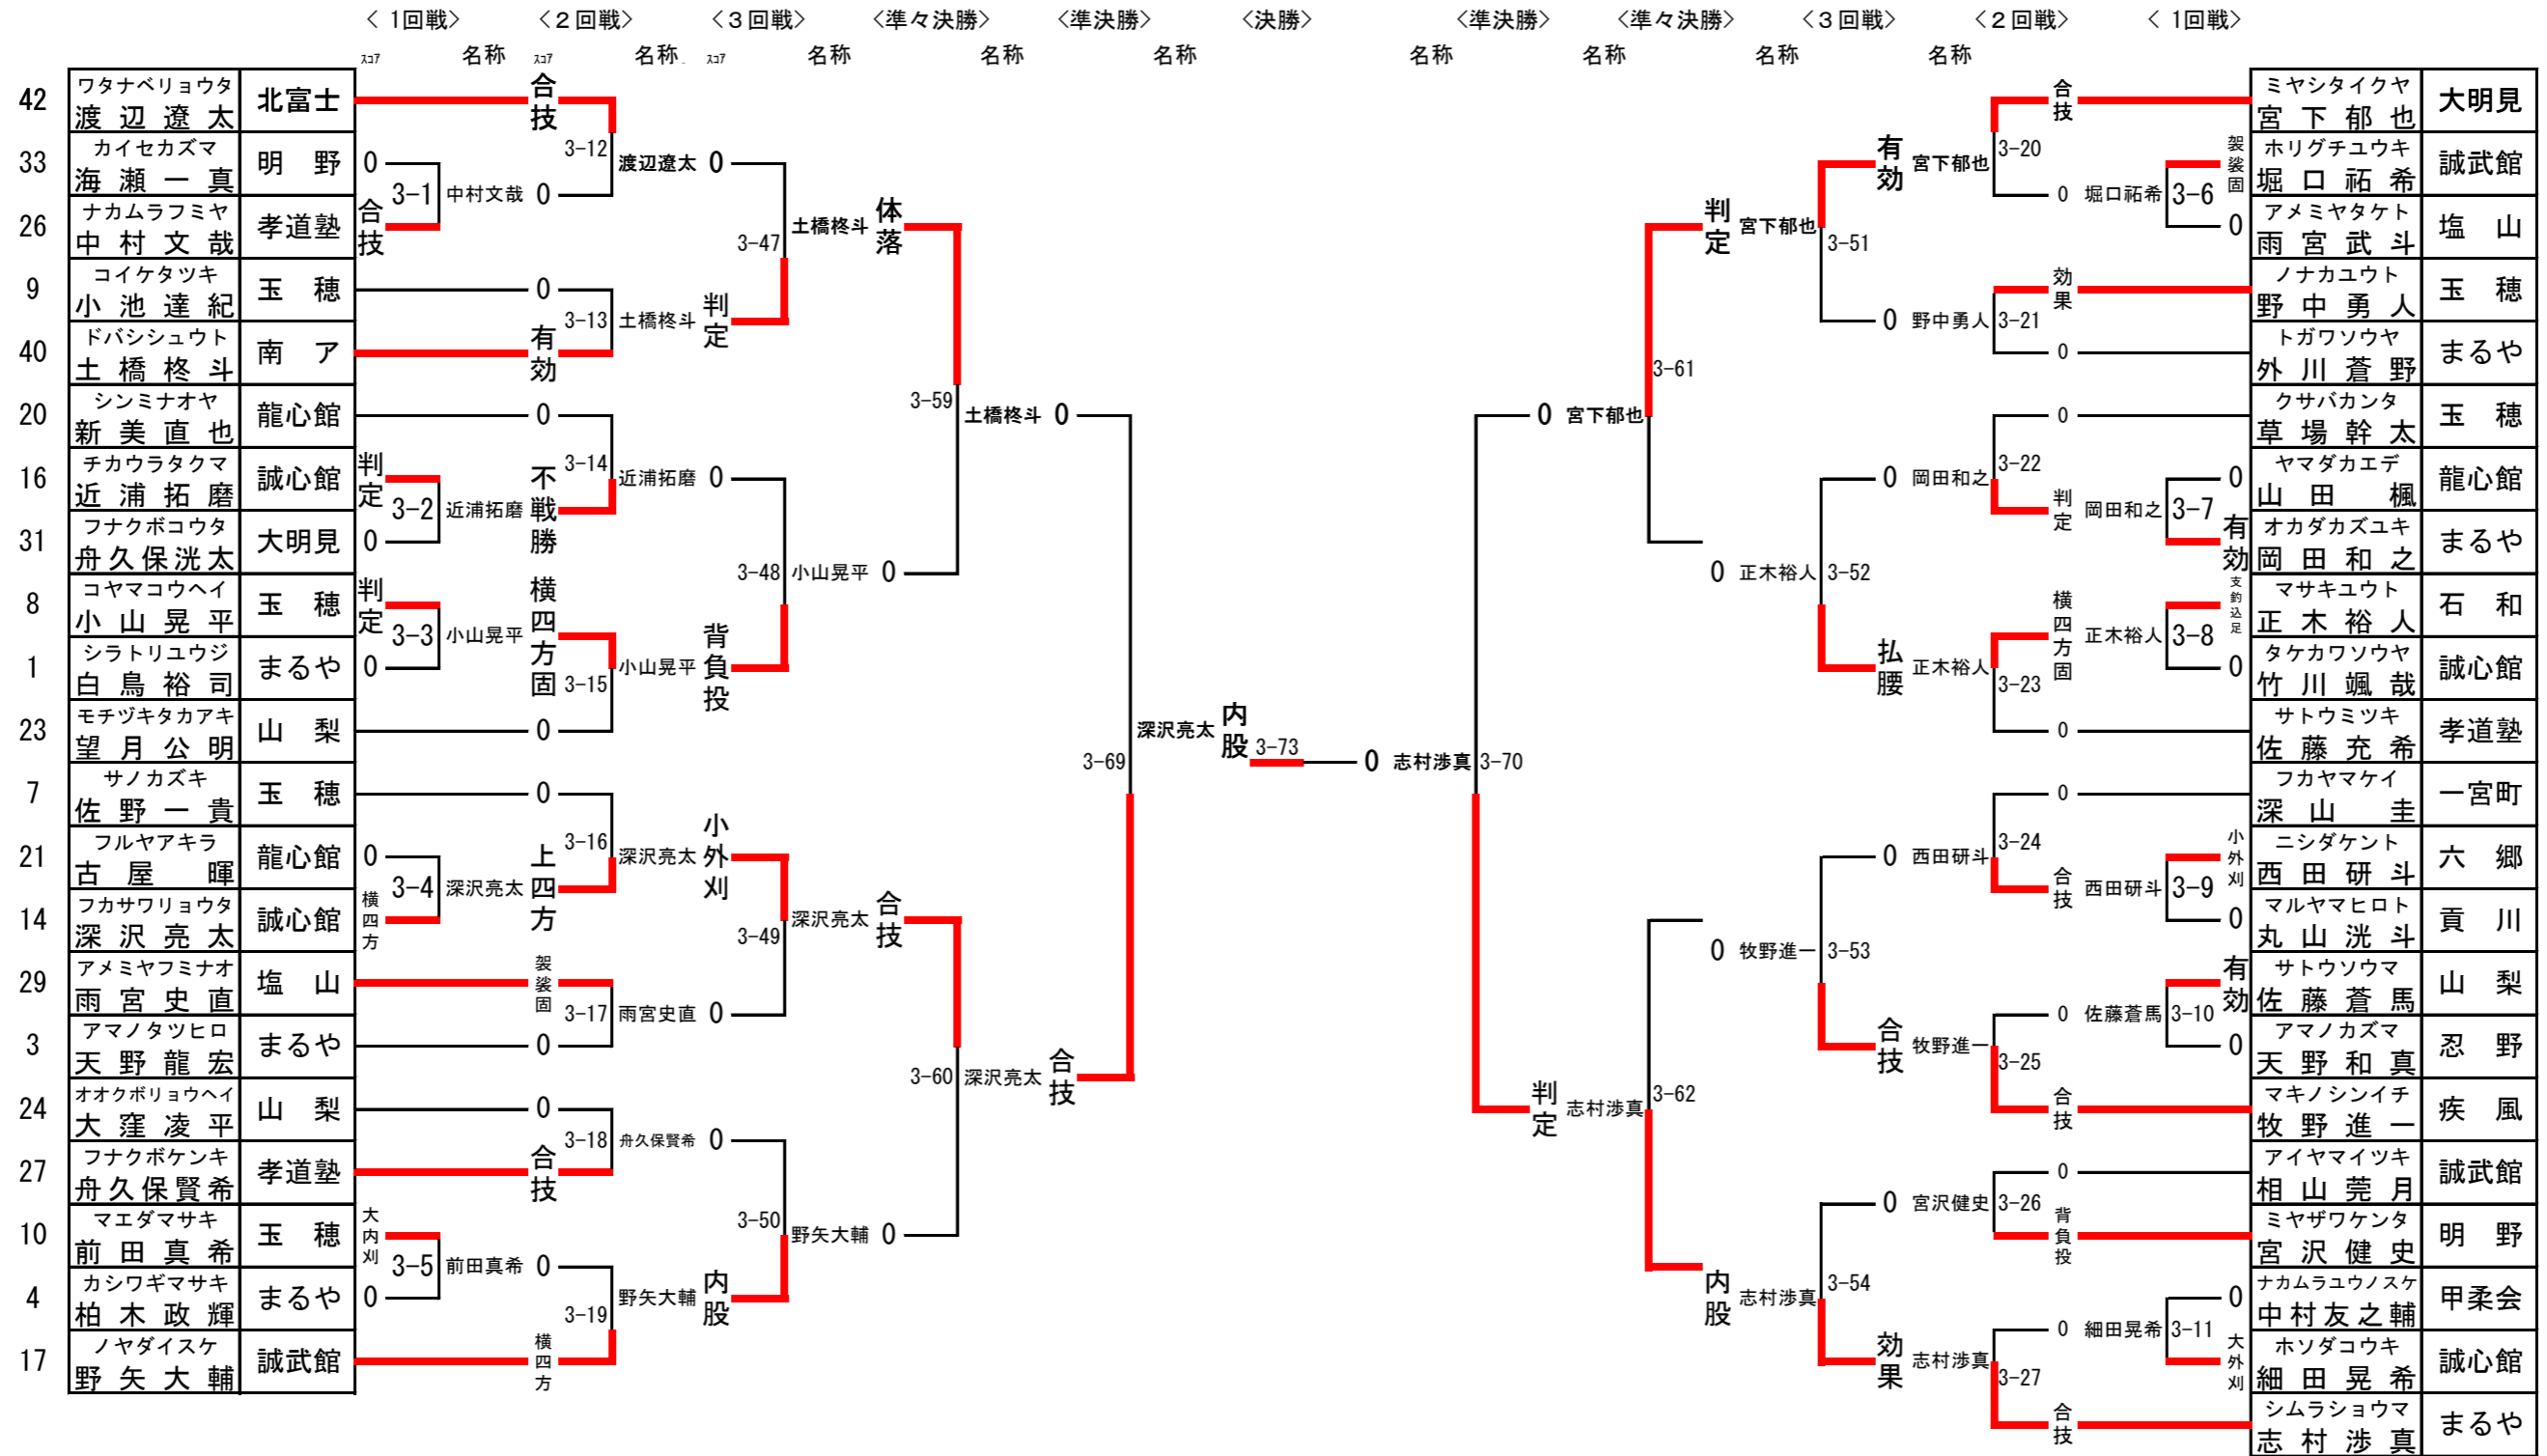 ＜ 1回戦＞ ＜２回戦＞ ＜３回戦＞ ＜準々決勝＞ ＜準決勝＞ ＜決勝＞ ＜準決勝＞ ＜準々決勝＞ ＜３回戦＞ ＜２回戦＞ ＜ 1回戦＞
ｽｺｱ 名称 ｽｺｱ 名称 ｽｺｱ 名称 名称 名称 名称 名称 名称 名称
42 ワタナベリョウタ 渡辺遼太 北富士 合技
33 カイセカズマ 海瀬一真 明野 0
3-12 渡辺遼太 0
26 ナカムラフミヤ 中村文哉 孝道塾 合技
3-1 中村文哉 0
9 コイケタツキ 小池達紀 玉穂 0
3-47 土橋柊斗 体落
40 ドバシシュウト 土橋柊斗 南ア 有効
3-13 土橋柊斗 判定
20 シンミナオヤ 新美直也 龍心館 0
3-59 土橋柊斗 0
16 チカウラタクマ 近浦拓磨 誠心館 判定
3-14 近浦拓磨 0
31 フナクボコウタ 舟久保洸太 大明見 0
3-2 近浦拓磨 不戦勝
8 コヤマコウヘイ 小山晃平 玉穂 判定
3-48 小山晃平 0
1 シラトリユウジ 白鳥裕司 まるや 0
3-3 小山晃平 横四方固
3-15 小山晃平 背負投
23 モチヅキタカアキ 望月公明 山梨 0
7 サノカズキ 佐野一貴 玉穂 0
3-69 深沢亮太 内股
21 フルヤアキラ 古屋暉 龍心館 0
3-16 深沢亮太 小外刈
14 フカサワリョウタ 深沢亮太 誠心館 横四方
3-4 深沢亮太 上四方
3-49 深沢亮太 合技
29 アメミヤフミナオ 雨宮史直 塩山 袈裟固
3-17 雨宮史直 0
3 アマノタツヒロ 天野龍宏 まるや 0
3-60 深沢亮太 合技
24 オオクボリョウヘイ 大窪凌平 山梨 0
27 フナクボケンキ 舟久保賢希 孝道塾 合技
3-18 舟久保賢希 0
10 マエダマサキ 前田真希 玉穂 大内刈
3-50 野矢大輔 0
4 カシワギマサキ 柏木政輝 まるや 0
3-5 前田真希 0
3-19 野矢大輔 内股
17 ノヤダイスケ 野矢大輔 誠武館 横四方
3-73
0 志村渉真 3-70
合技 ミヤシタイクヤ 宮下郁也 大明見
有効 宮下郁也 3-20
袈裟固 ホリグチユウキ 堀口祐希 誠武館
0 堀口祐希 3-6
0 アメミヤタケト 雨宮武斗 塩山
判定 宮下郁也 3-51
効果 ノナカユウト 野中勇人 玉穂
0 野中勇人 3-21
0 トガワソウヤ 外川蒼野 まるや
3-61
0 宮下郁也
0 クサバカンタ 草場幹太 玉穂
0 岡田和之 3-22
0 ヤマダカエデ 山田楓 龍心館
判定 岡田和之 3-7
有効 オカダカズユキ 岡田和之 まるや
0 正木裕人 3-52
支釣込足 マサキユウト 正木裕人 石和
横四方固 正木裕人 3-8
0 タケカワソウヤ 竹川颯哉 誠心館
払腰 正木裕人 3-23
0 サトウミツキ 佐藤充希 孝道塾
0 フカヤマケイ 深山圭 一宮町
0 西田研斗 3-24
小外刈 ニシダケント 西田研斗 六郷
合技 西田研斗 3-9
0 マルヤマヒロト 丸山洸斗 貢川
0 牧野進一 3-53
有効 サトウソウマ 佐藤蒼馬 山梨
0 佐藤蒼馬 3-10
0 アマノカズマ 天野和真 忍野
合技 牧野進一 3-25
合技 マキノシンイチ 牧野進一 疾風
判定 志村渉真 3-62
0 アイヤマイツキ 相山莞月 誠武館
0 宮沢健史 3-26
背負投 ミヤザワケンタ 宮沢健史 明野
内股 志村渉真 3-54
0 ナカムラユウノスケ 中村友之輔 甲柔会
0 細田晃希 3-11
大外刈 ホソダコウキ 細田晃希 誠心館
効果 志村渉真 3-27
合技 シムラショウマ 志村渉真 まるや